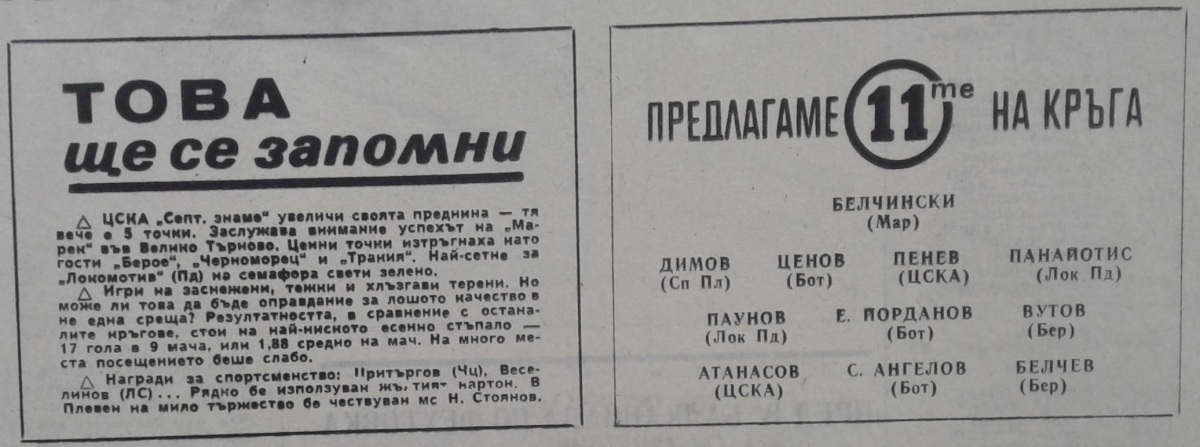 ТОВА
ще се запомни
△ ЦСКА „Септ. знаме“ увеличи своята преднина — тя
вече е 5 точки. Заслужава внимание успехът на „Ма-
рек“ във Велико Търново. Ценни точки изтръгнаха като
гости „Берое“, „Черноморец“ и „Тракия“. Най-сетне за
„Локомотив“ (Пд) на семафора свети зелено.
△ Игри на заснежени, тежки и хлъзгави терени. Но
може ли това да бъде оправдание за лошото качество в
не една среща? Резултатността, в сравнение с остана-
лите кръгове, стои на най-ниското есенно стъпало —
17 гола в 9 мача, или 1,88 средно на мач. На много ме-
ста посещението беше слабо.
△ Награди за спортсменство: Притъргов (Чц), Весе-
линов (ЛС)... Рядко бе използуван жълтият картон. В
Плевен на мило тържество бе чествуван мс Н. Стоянов.
ПРЕДЛАГАМЕ 11те НА КРЪГА
БЕЛЧИНСКИ
(Мар)
ДИМОВ ЦЕНОВ ПЕНЕВ ПАНАЙОТИС
(Сп Пл) (Бот) (ЦСКА) (Лок Пд)
ПАУНОВ Е. ЙОРДАНОВ ВУТОВ
(Лок Пд) (Бот) (Бер)
АТАНАСОВ С. АНГЕЛОВ БЕЛЧЕВ
(ЦСКА) (Бот) (Бер)